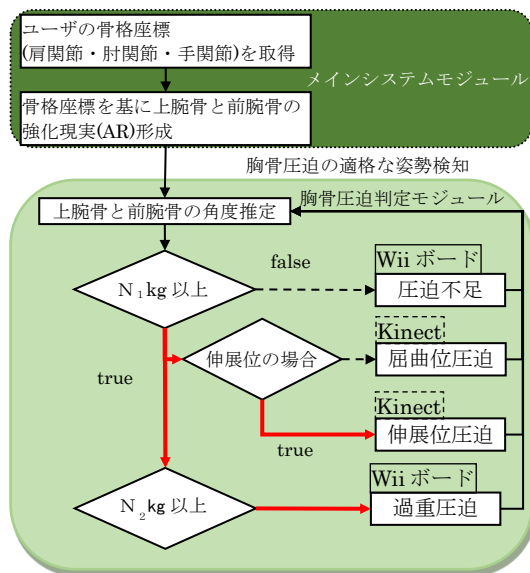 ユーザの骨格座標
(肩関節・肘関節・手関節)を取得
メインシステムモジュール
骨格座標を基に上腕骨と前腕骨の
強化現実(AR)形成
胸骨圧迫の適格な姿勢検知
胸骨圧迫判定モジュール
上腕骨と前腕骨の角度推定
false
Wii ボード
N₁kg 以上
圧迫不足
Kinect
伸展位の場合
屈曲位圧迫
true
Kinect
伸展位圧迫
true
Wii ボード
N₂kg 以上
過重圧迫